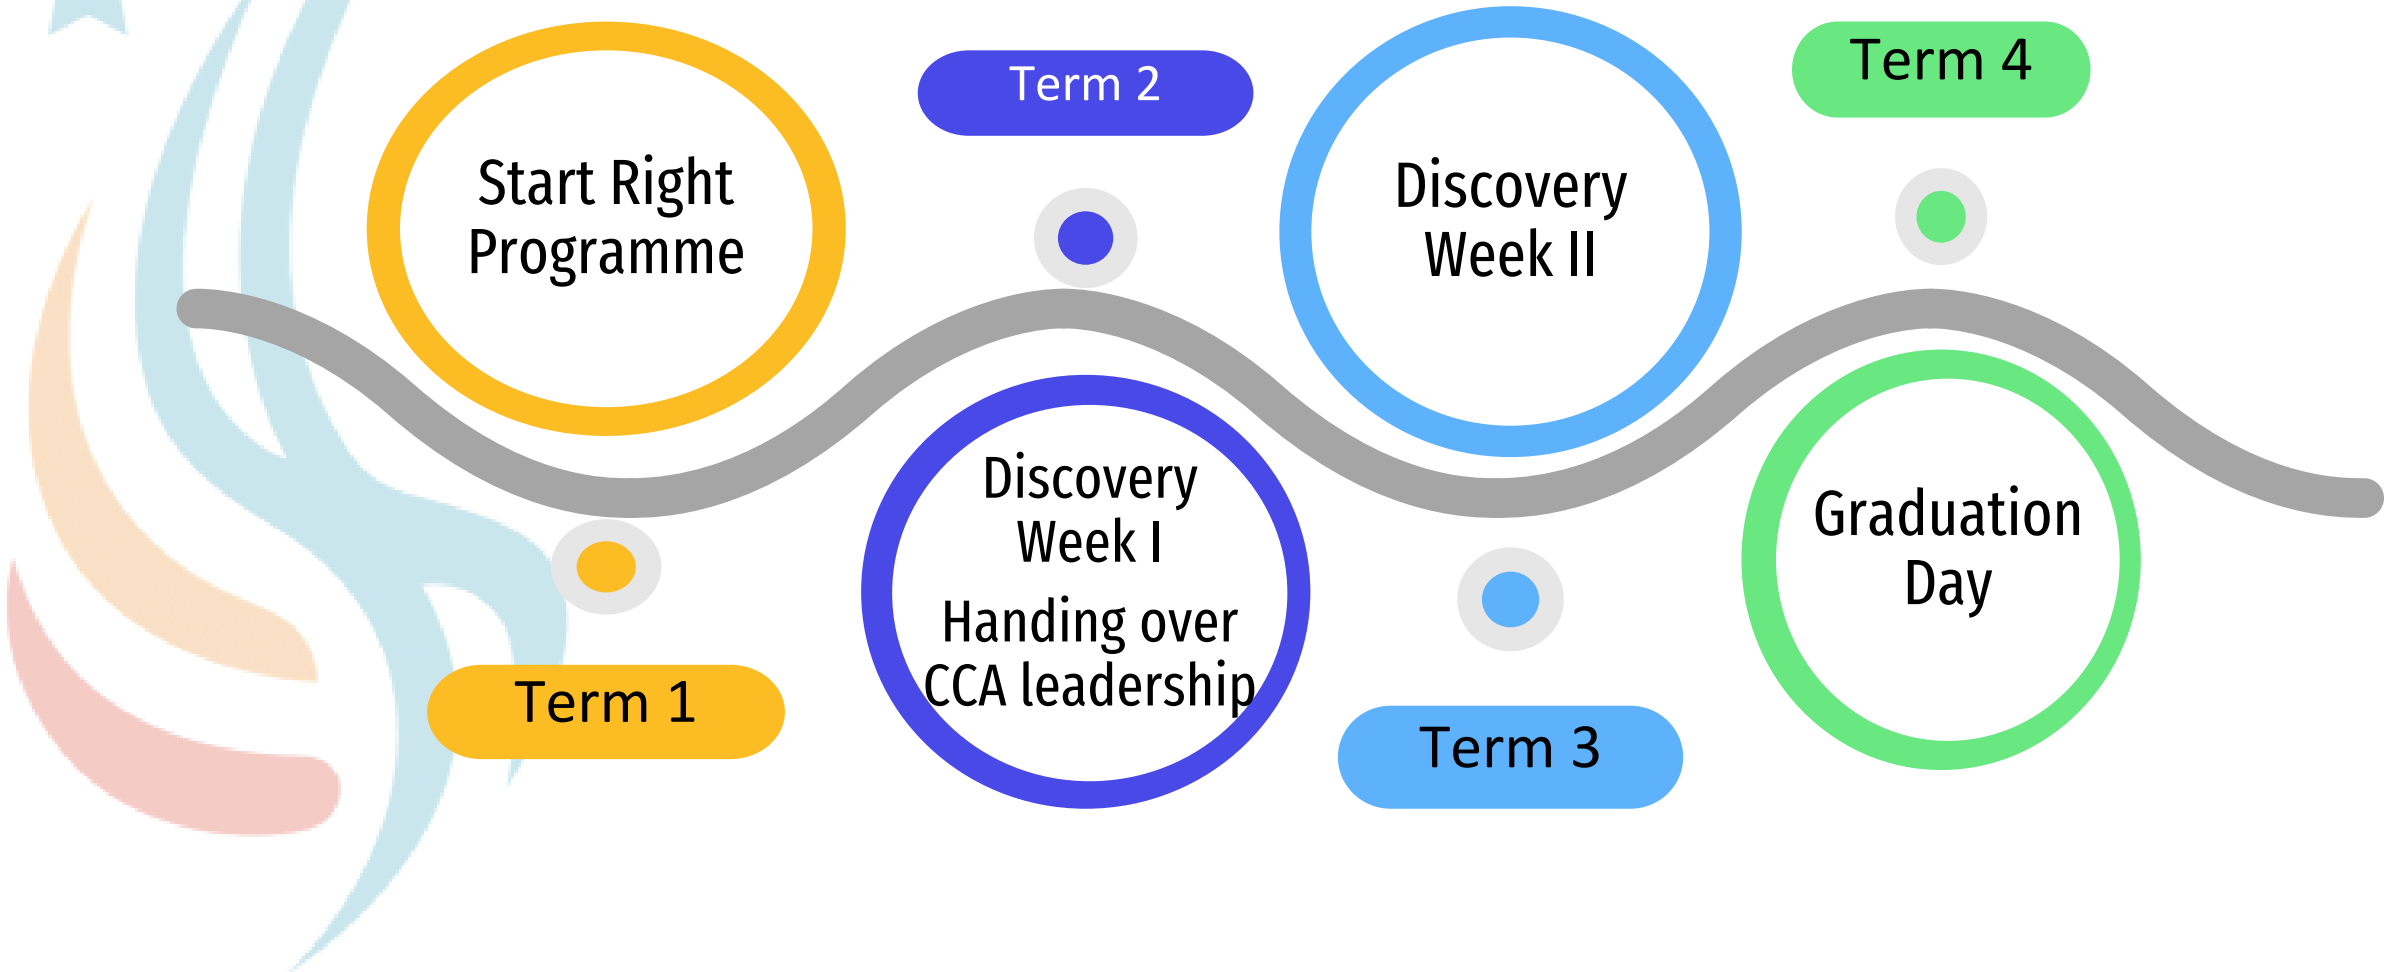 Start Right
Programme
Term 1
Term 2
Discovery
Week I
Handing over
CCA leadership
Discovery
Week II
Term 3
Term 4
Graduation
Day